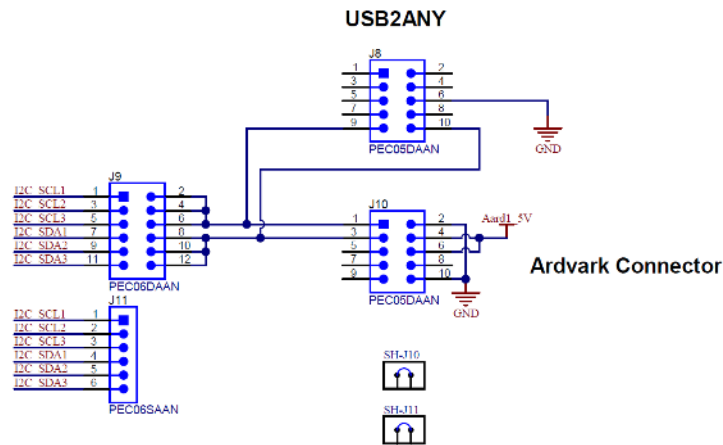 USB2ANY
J8
1 2
3 4
5 6
7 8
9 10
PEC05DAAN
GND
J9
I2C_SCL1 1 2
I2C_SCL2 3 4
I2C_SCL3 5 6
I2C_SDA1 7 8
I2C_SDA2 9 10
I2C_SDA3 11 12
PEC06DAAN
J10
1 2
3 4
5 6
7 8
9 10
PEC05DAAN
Aard1_5V
GND
Ardvark Connector
J11
I2C_SCL1 1
I2C_SCL2 2
I2C_SCL3 3
I2C_SDA1 4
I2C_SDA2 5
I2C_SDA3 6
PEC06SAAN
SH-J10
SH-J11